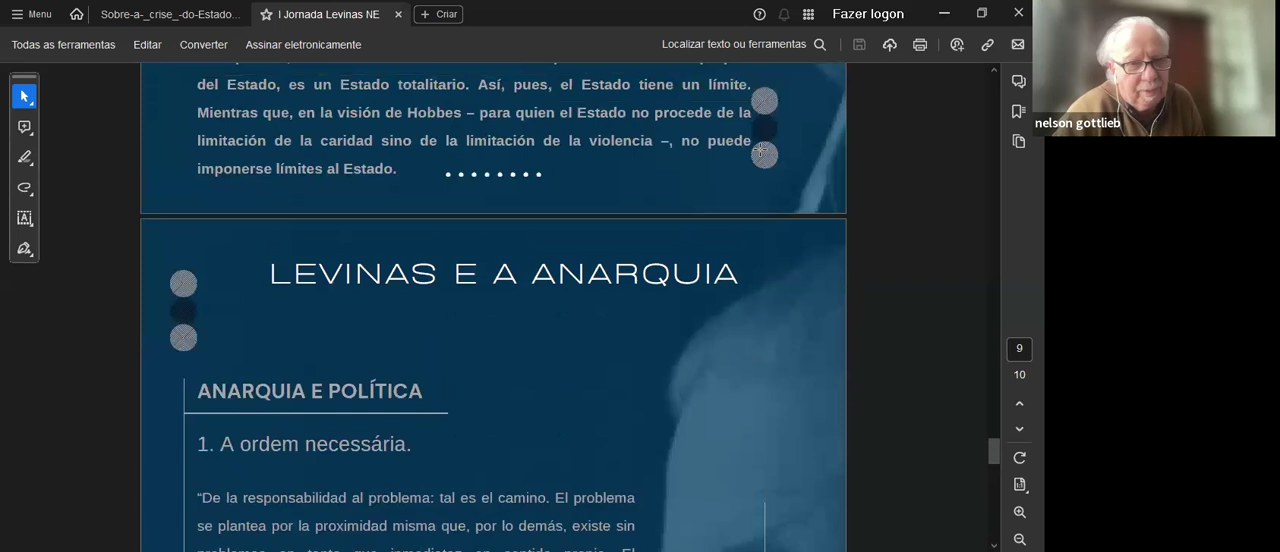 Menu
Sobre-a-_crise_-do-Estado...
I Jornada Levinas NE
Criar
Fazer logon
Todas as ferramentas
Editar
Converter
Assinar eletronicamente
Localizar texto ou ferramentas
nelson gottlieb
del Estado, es un Estado totalitario. Así, pues, el Estado tiene un límite.
Mientras que, en la visión de Hobbes – para quien el Estado no procede de la
limitación de la caridad sino de la limitación de la violencia –, no puede
imponerse límites al Estado.
LEVINAS E A ANARQUIA
ANARQUIA E POLÍTICA
1. A ordem necessária.
“De la responsabilidad al problema: tal es el camino. El problema
se plantea por la proximidad misma que, por lo demás, existe sin
9
10